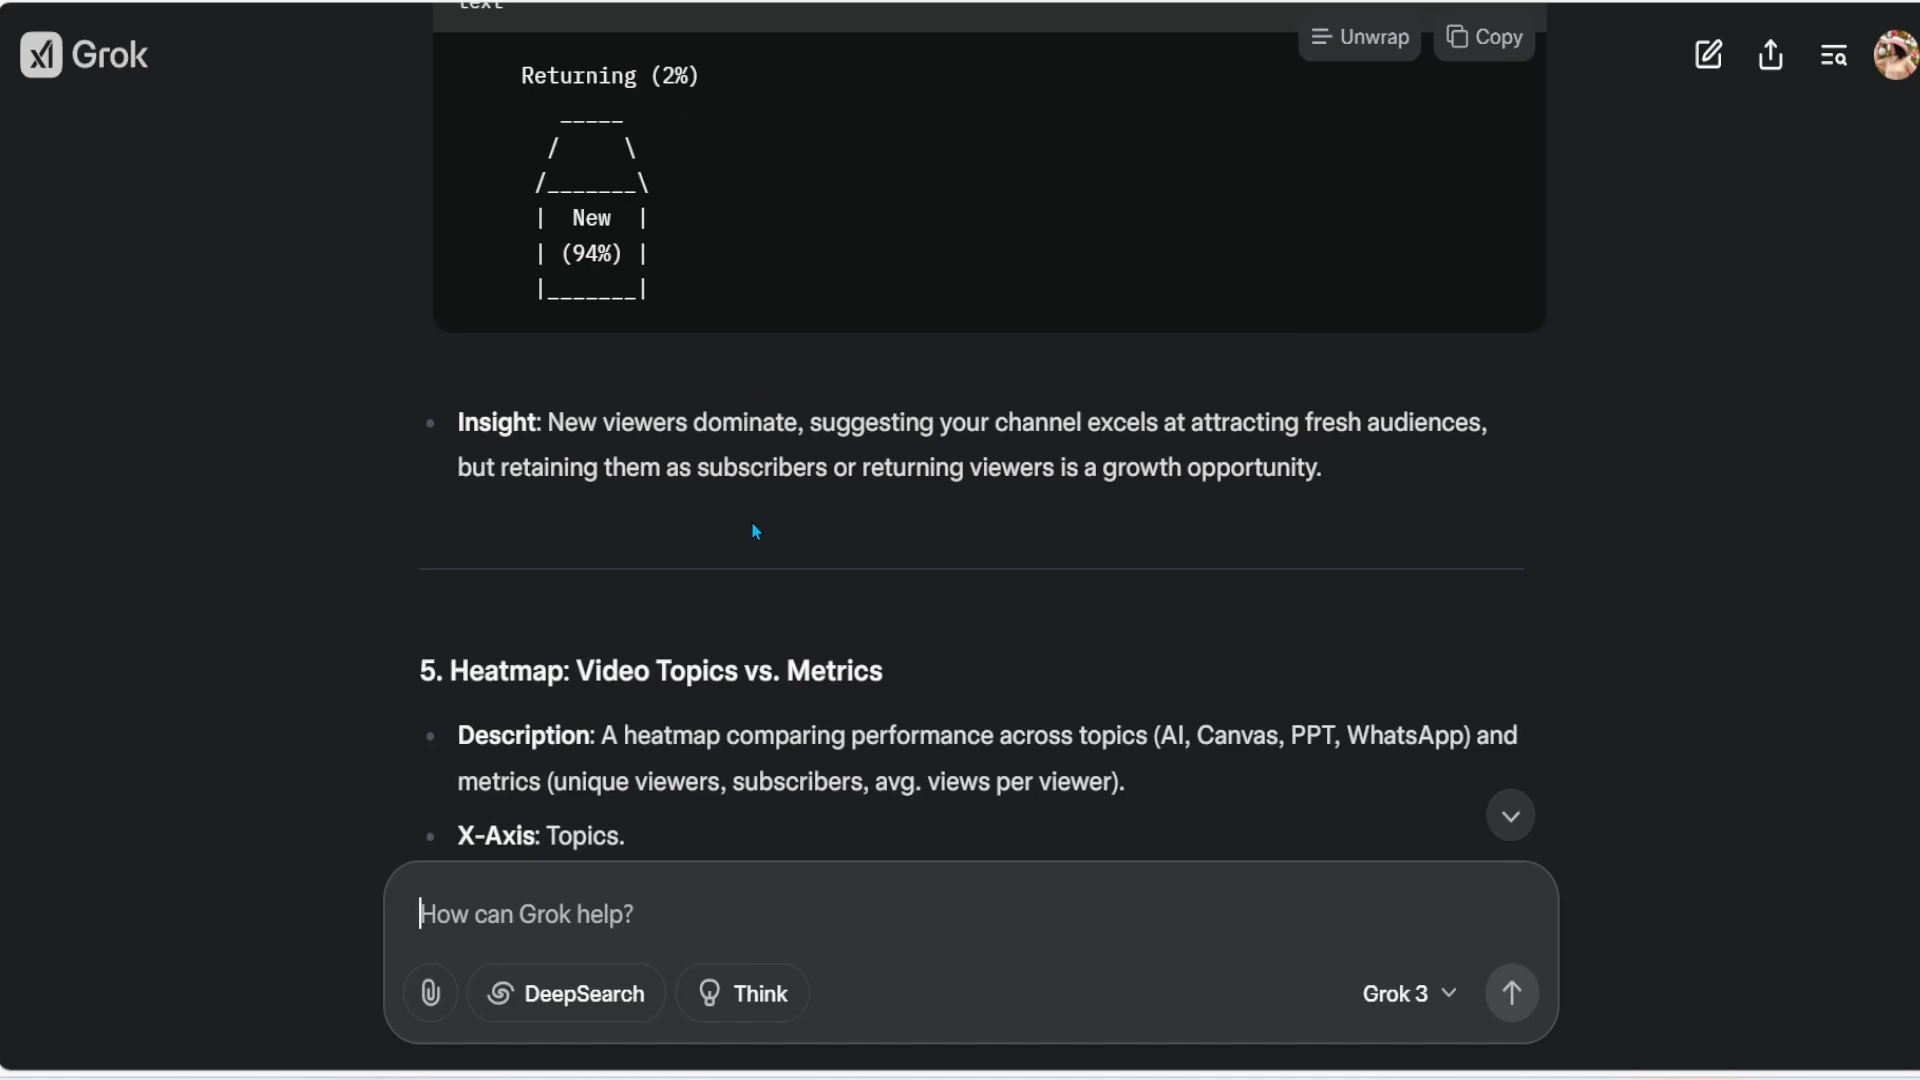 text
Grok
Unwrap
Copy
Returning (2%)
New
(94%)
Insight: New viewers dominate, suggesting your channel excels at attracting fresh audiences,
but retaining them as subscribers or returning viewers is a growth opportunity.
5. Heatmap: Video Topics vs. Metrics
Description: A heatmap comparing performance across topics (AI, Canvas, PPT, WhatsApp) and
metrics (unique viewers, subscribers, avg. views per viewer).
X-Axis: Topics.
How can Grok help?
DeepSearch
Think
Grok 3